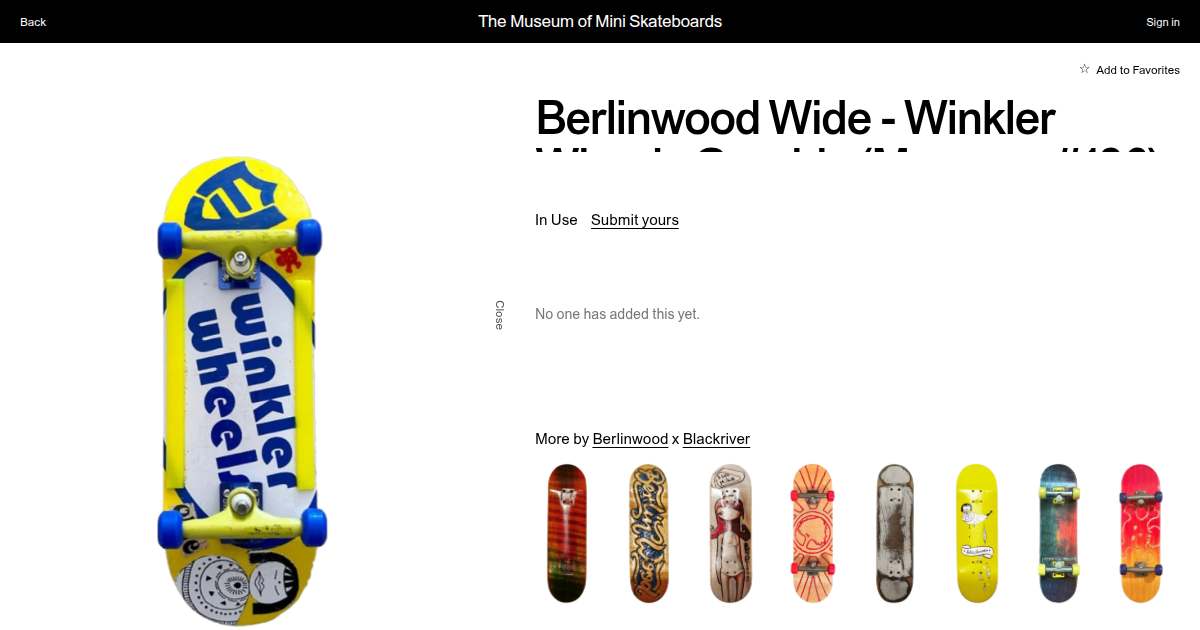 Back
The Museum of Mini Skateboards
Sign in
☆ Add to Favorites
Berlinwood Wide - Winkler
In Use Submit yours
winkler
wheels
Close
No one has added this yet.
More by Berlinwood x Blackriver